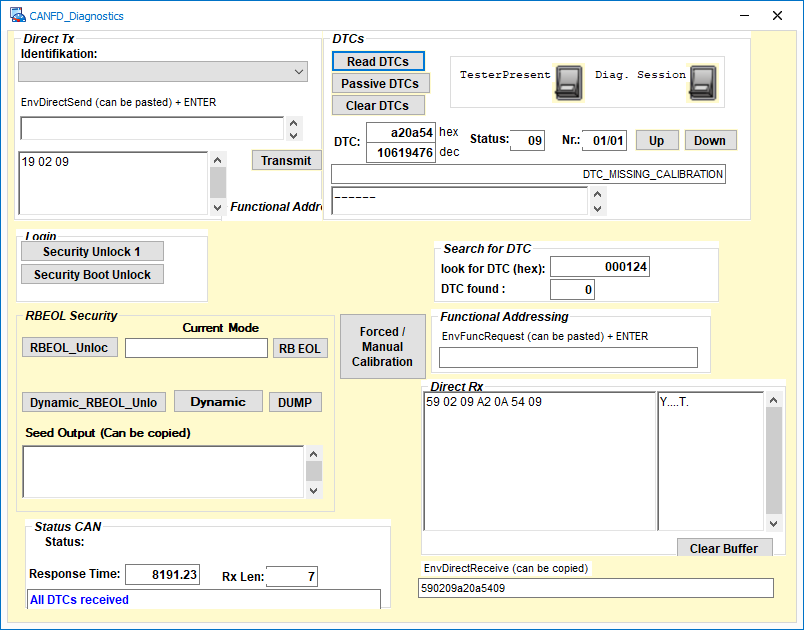 CANFD_Diagnostics
Direct Tx
Identifikation:
EnvDirectSend (can be pasted) + ENTER
19 02 09
Transmit
Functional Addre
DTCs
Read DTCs
Passive DTCs
Clear DTCs
TesterPresent
Diag. Session
DTC:
a20a54 hex
10619476 dec
Status: 09
Nr.: 01/01
Up
Down
DTC_MISSING_CALIBRATION
------
Login
Security Unlock 1
Security Boot Unlock
Search for DTC
look for DTC (hex): 000124
DTC found : 0
RBEOL Security
Current Mode
RBEOL_Unloc
RB EOL
Dynamic_RBEOL_Unlo
Dynamic
DUMP
Seed Output (Can be copied)
Forced /
Manual
Calibration
Functional Addressing
EnvFuncRequest (can be pasted) + ENTER
Direct Rx
59 02 09 A2 0A 54 09
Y....T.
Clear Buffer
EnvDirectReceive (can be copied)
590209a20a5409
Status CAN
Status:
Response Time: 8191.23
Rx Len: 7
All DTCs received